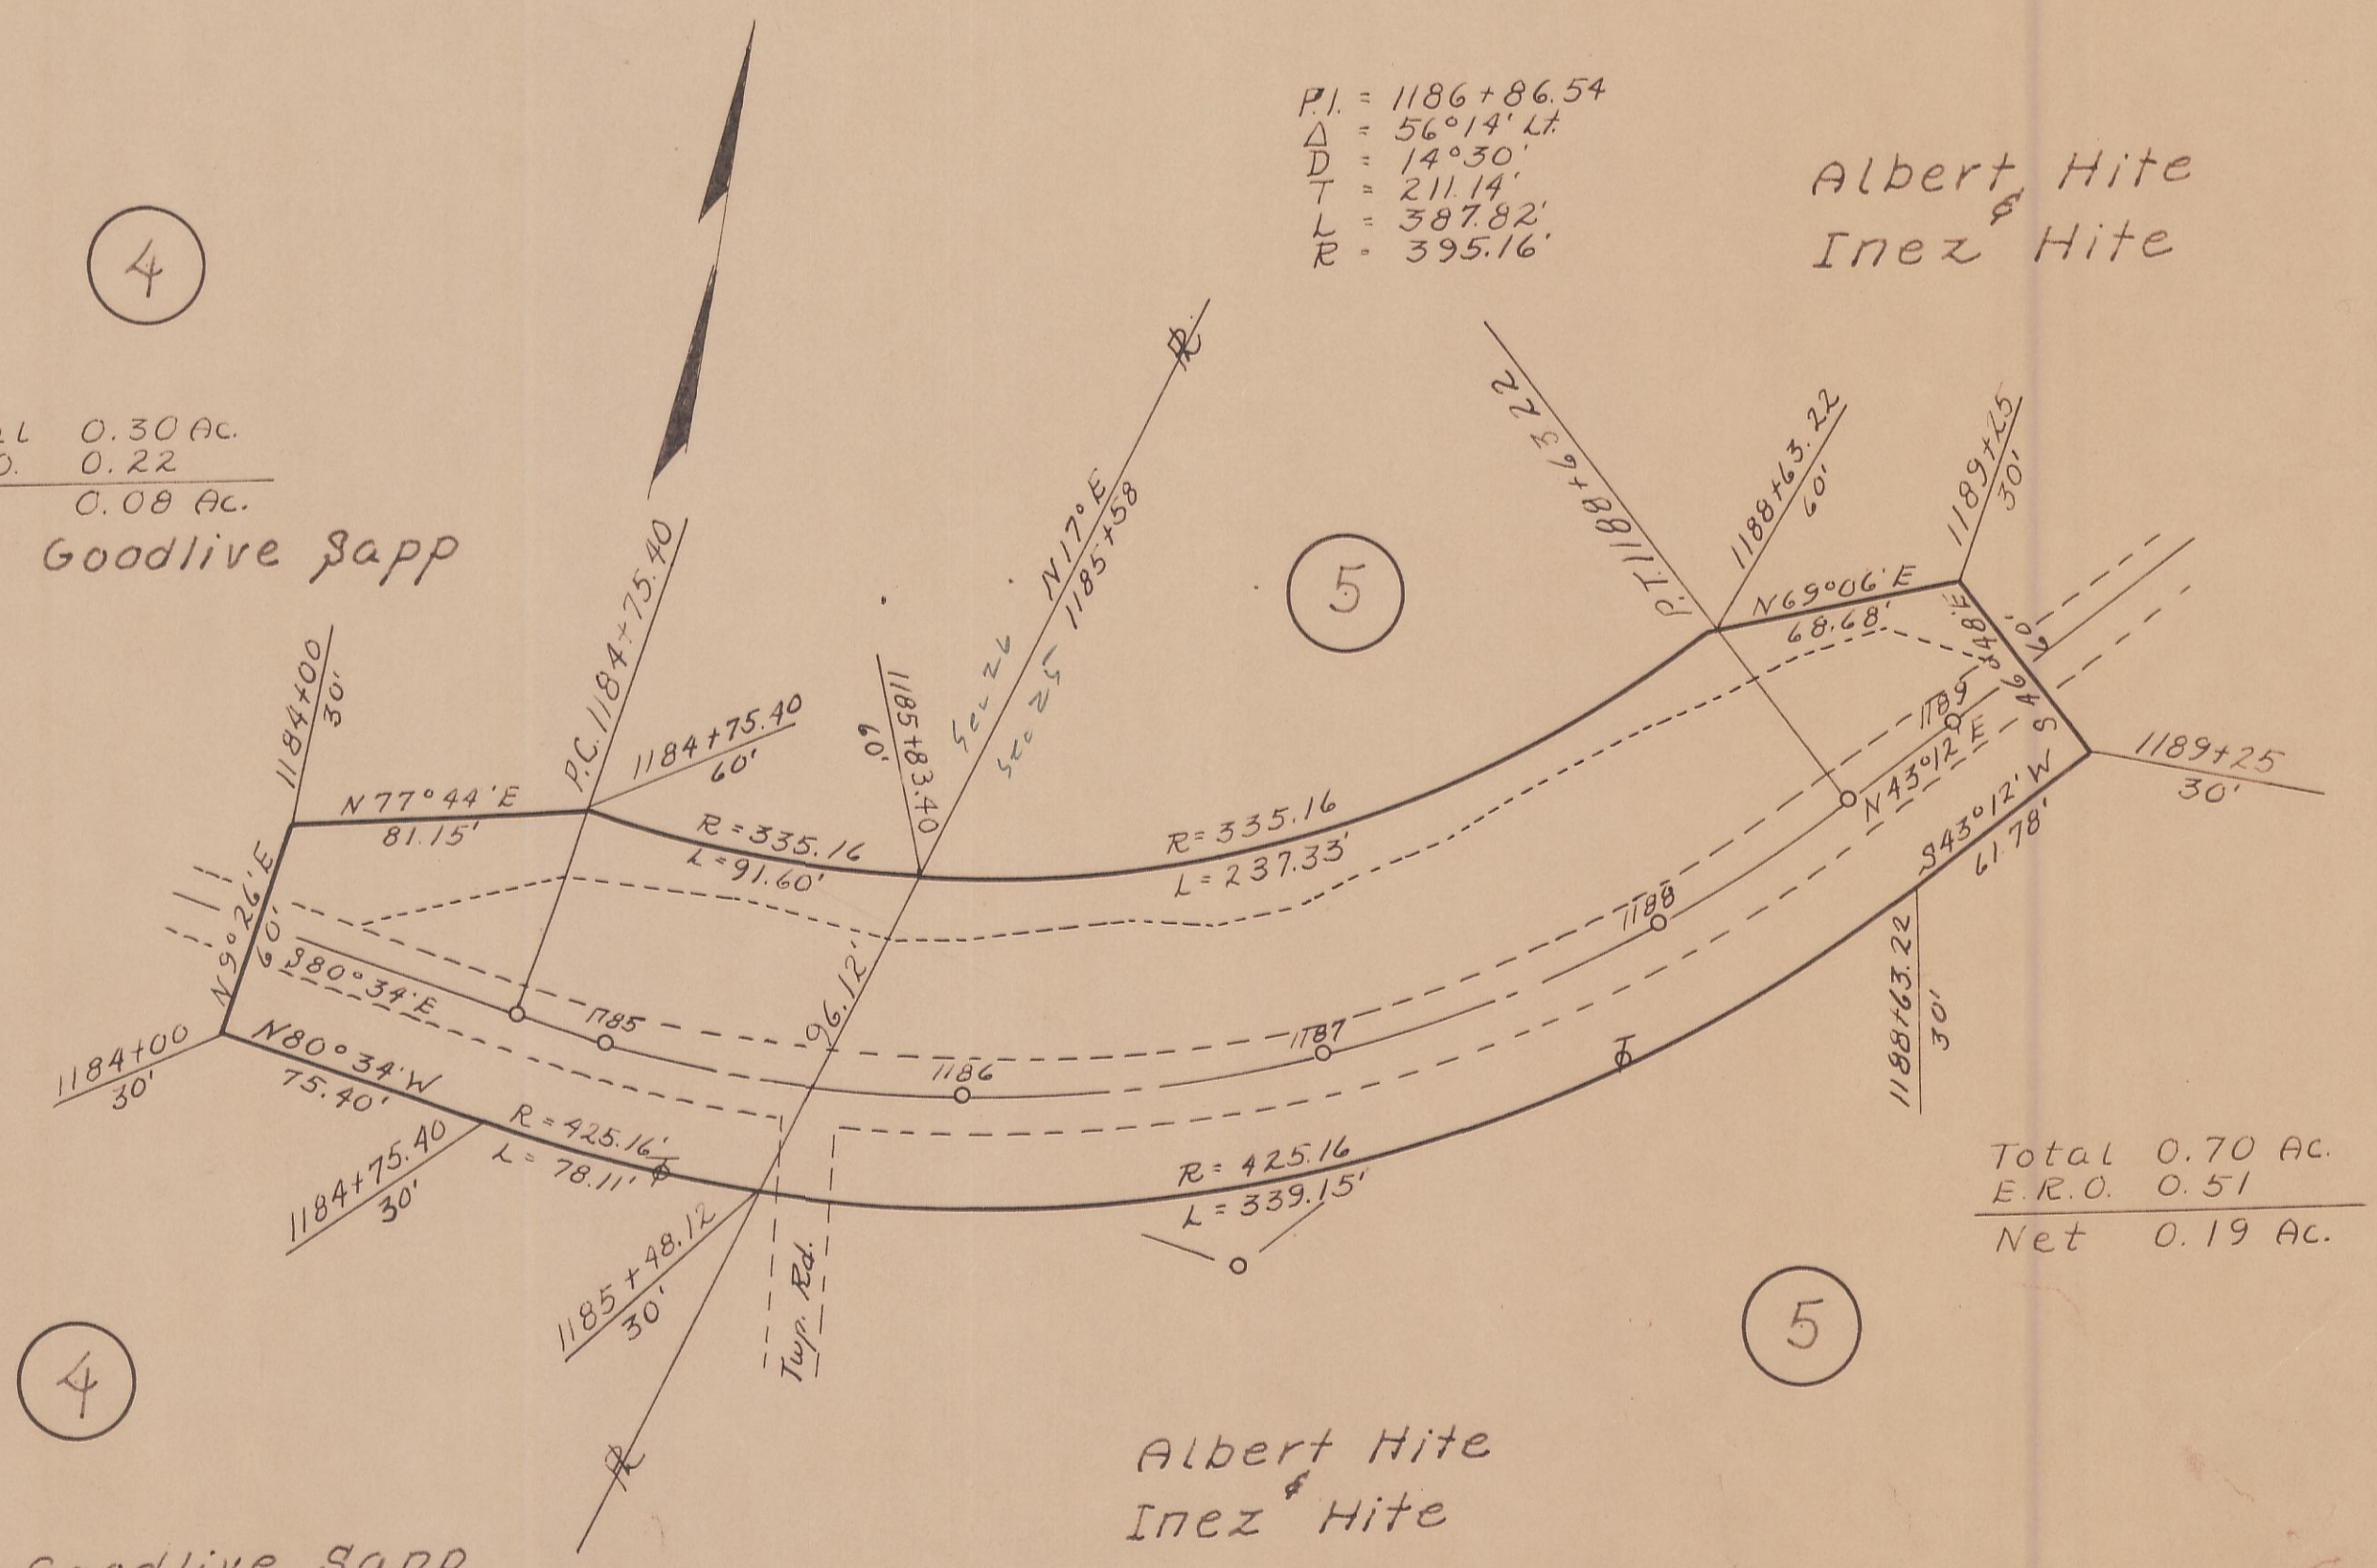 P.I. = 1186+86.54
Δ = 56°14' Lt.
D = 14°30'
T = 211.14'
L = 387.82'
R = 395.16'
Albert Hite
&
Inez Hite
4
0.30 Ac.
0.22
0.08 Ac.
Goodlive Sapp
5
1184+00
30'
P.C. 1184+75.40
1184+75.40
60'
1185+83.40
60'
Sec 26
Sec 25
N17°E
1185+58
P.T. 1188+63.22
1188+63.22
60'
1189+25
30'
N77°44'E
81.15'
R=335.16
L=91.60'
R=335.16
L=237.33'
N69°06'E
68.68'
S46°48'E
60'
N9°26'E
60'
S80°34'E
1185
1186
1187
1188
1189
N43°12'E
96.12'
S43°12'W
61.78'
1189+25
30'
1184+00
30'
N80°34'W
75.40'
1184+75.40
30'
R=425.16'
L=78.11'
1185+48.12
30'
Twp. Rd.
R=425.16
L=339.15'
1188+63.22
30'
Total 0.70 Ac.
E.R.O. 0.51
Net 0.19 Ac.
4
5
Albert Hite
&
Inez Hite
Goodlive Sapp